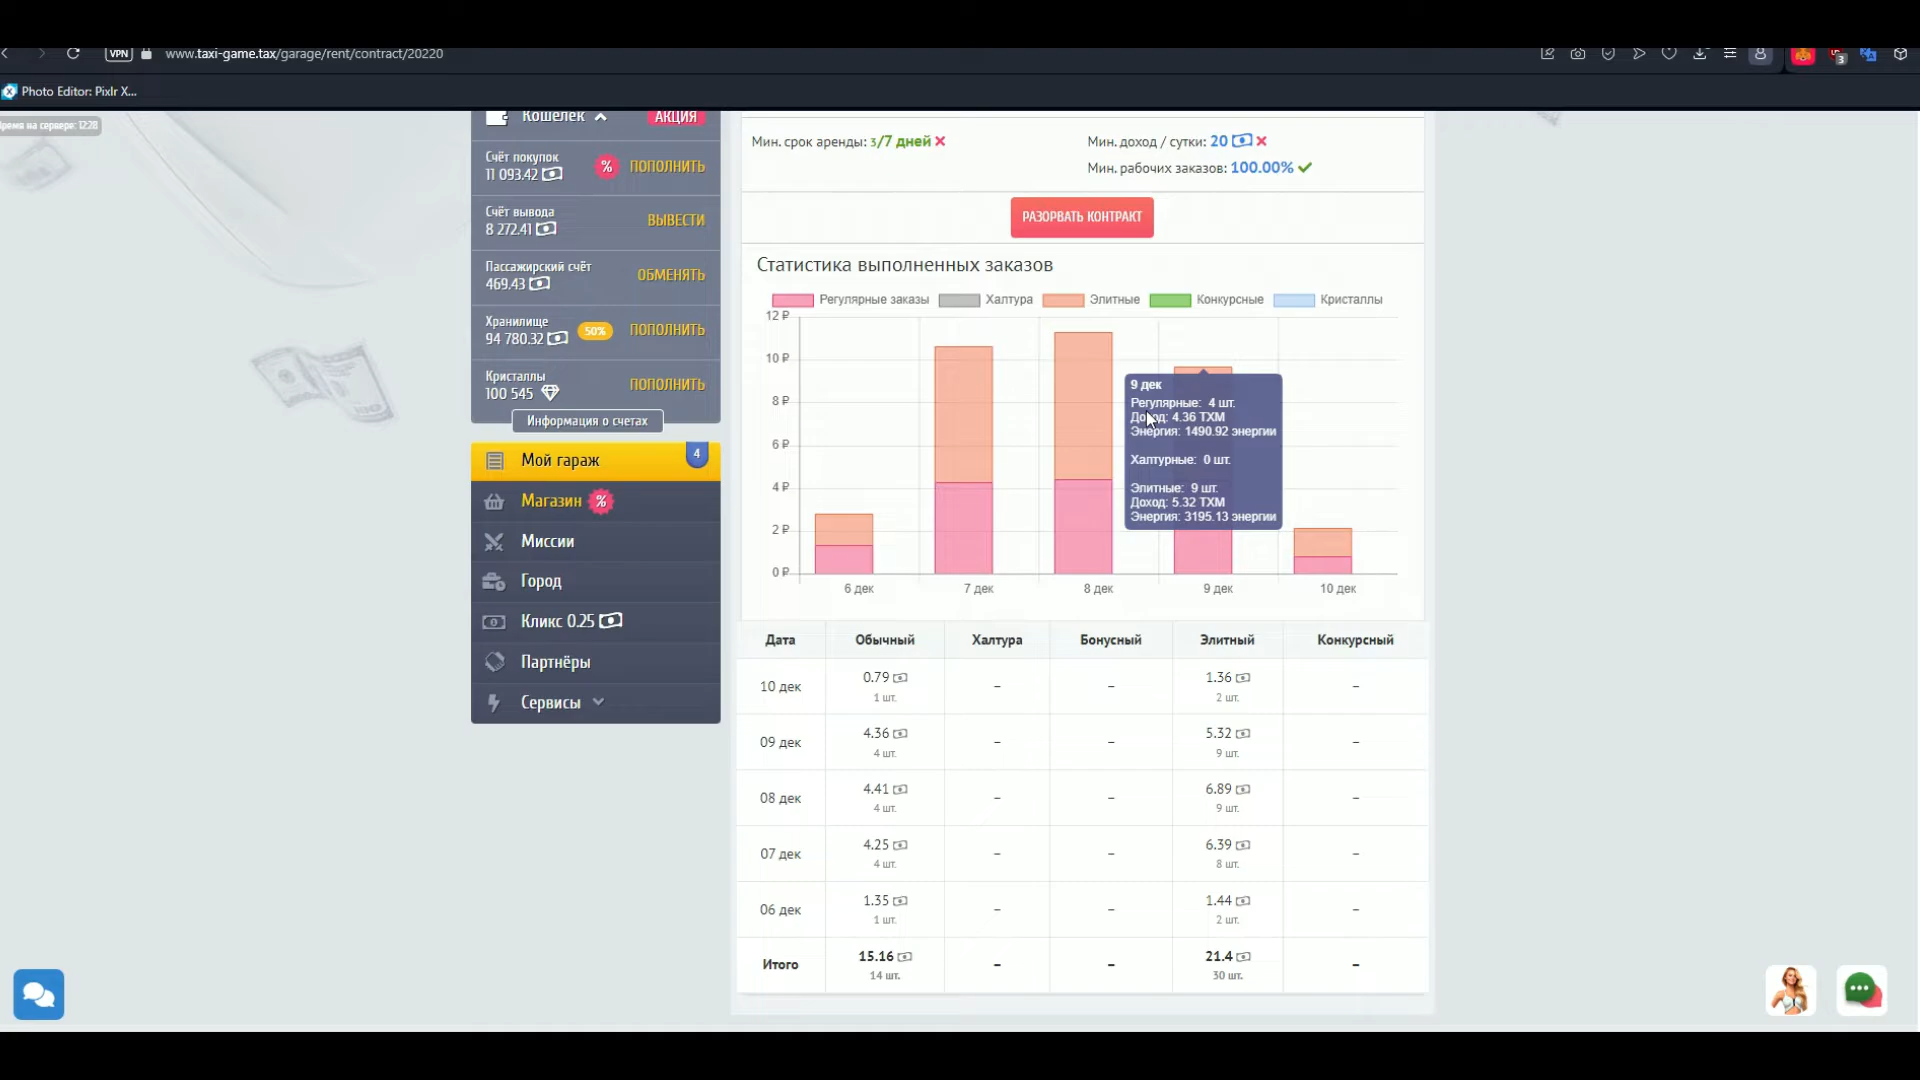 VPN www.taxi-game.tax/garage/rent/contract/20220
3
Photo Editor: Pixlr X...
время на сервере: 12:28
Кошелёк АКЦИЯ
Счёт покупок
11 093.42 % ПОПОЛНИТЬ
Счёт вывода
8 272.41 ВЫВЕСТИ
Пассажирский счёт
469.43 ОБМЕНЯТЬ
Хранилище
94 780.32 50% ПОПОЛНИТЬ
Кристаллы
100 545 ПОПОЛНИТЬ
Информация о счетах
Мой гараж 4
Магазин %
Миссии
Город
Кликс 0.25
Партнёры
Сервисы
Мин. срок аренды: 3/7 дней
Мин. доход / сутки: 20
Мин. рабочих заказов: 100.00%
РАЗОРВАТЬ КОНТРАКТ
Статистика выполненных заказов
Регулярные заказы Халтура Элитные Конкурсные Кристаллы
12 ₽
10 ₽
8 ₽
6 ₽
4 ₽
2 ₽
0 ₽
9 дек
Регулярные: 4 шт.
Доход: 4.36 TXM
Энергия: 1490.92 энергии
Халтурные: 0 шт.
Элитные: 9 шт.
Доход: 5.32 TXM
Энергия: 3195.13 энергии
6 дек 7 дек 8 дек 9 дек 10 дек
Дата Обычный Халтура Бонусный Элитный Конкурсный
10 дек 0.79 – – 1.36 –
1 шт. 2 шт.
09 дек 4.36 – – 5.32 –
4 шт. 9 шт.
08 дек 4.41 – – 6.89 –
4 шт. 9 шт.
07 дек 4.25 – – 6.39 –
4 шт. 8 шт.
06 дек 1.35 – – 1.44 –
1 шт. 2 шт.
Итого 15.16 – – 21.4 –
14 шт. 30 шт.